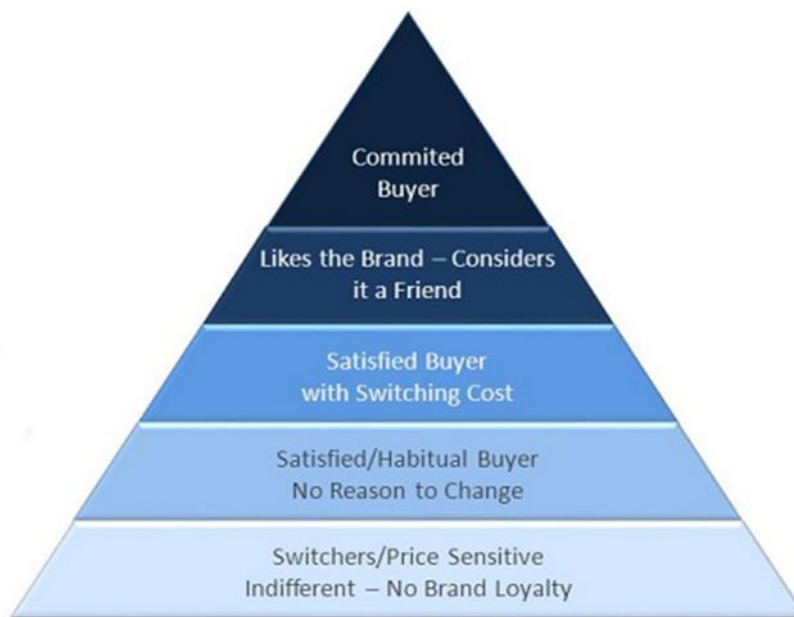 Commited
Buyer
Likes the Brand – Considers
it a Friend
Satisfied Buyer
with Switching Cost
Satisfied/Habitual Buyer
No Reason to Change
Switchers/Price Sensitive
Indifferent – No Brand Loyalty